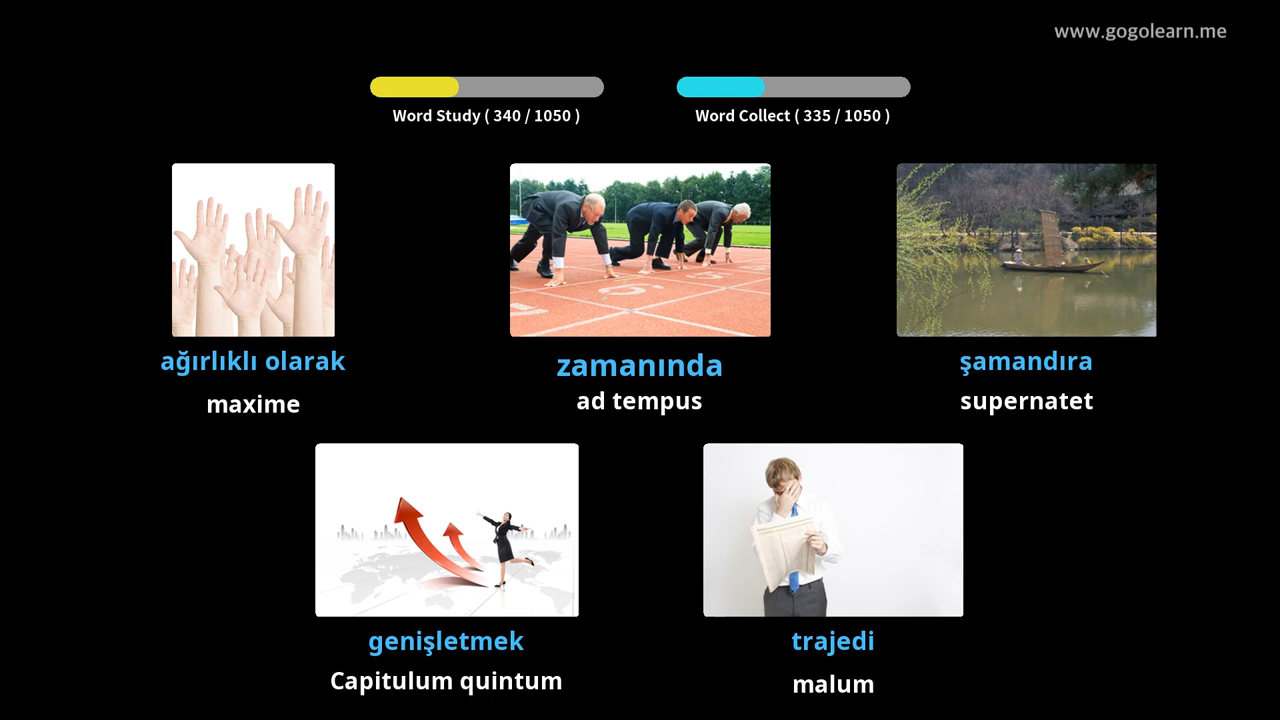 www.gogolearn.me
Word Study ( 340 / 1050 )
Word Collect ( 335 / 1050 )
ağırlıklı olarak
maxime
zamanında
ad tempus
şamandıra
supernatet
genişletmek
Capitulum quintum
trajedi
malum